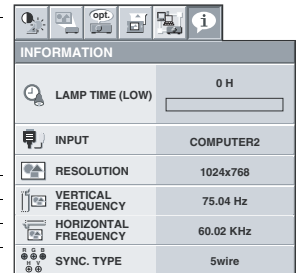 opt.
i
INFORMATION
LAMP TIME (LOW)
0 H
INPUT
COMPUTER2
RESOLUTION
1024x768
VERTICAL
FREQUENCY
75.04 Hz
HORIZONTAL
FREQUENCY
60.02 KHz
R G B
H V
SYNC. TYPE
5wire